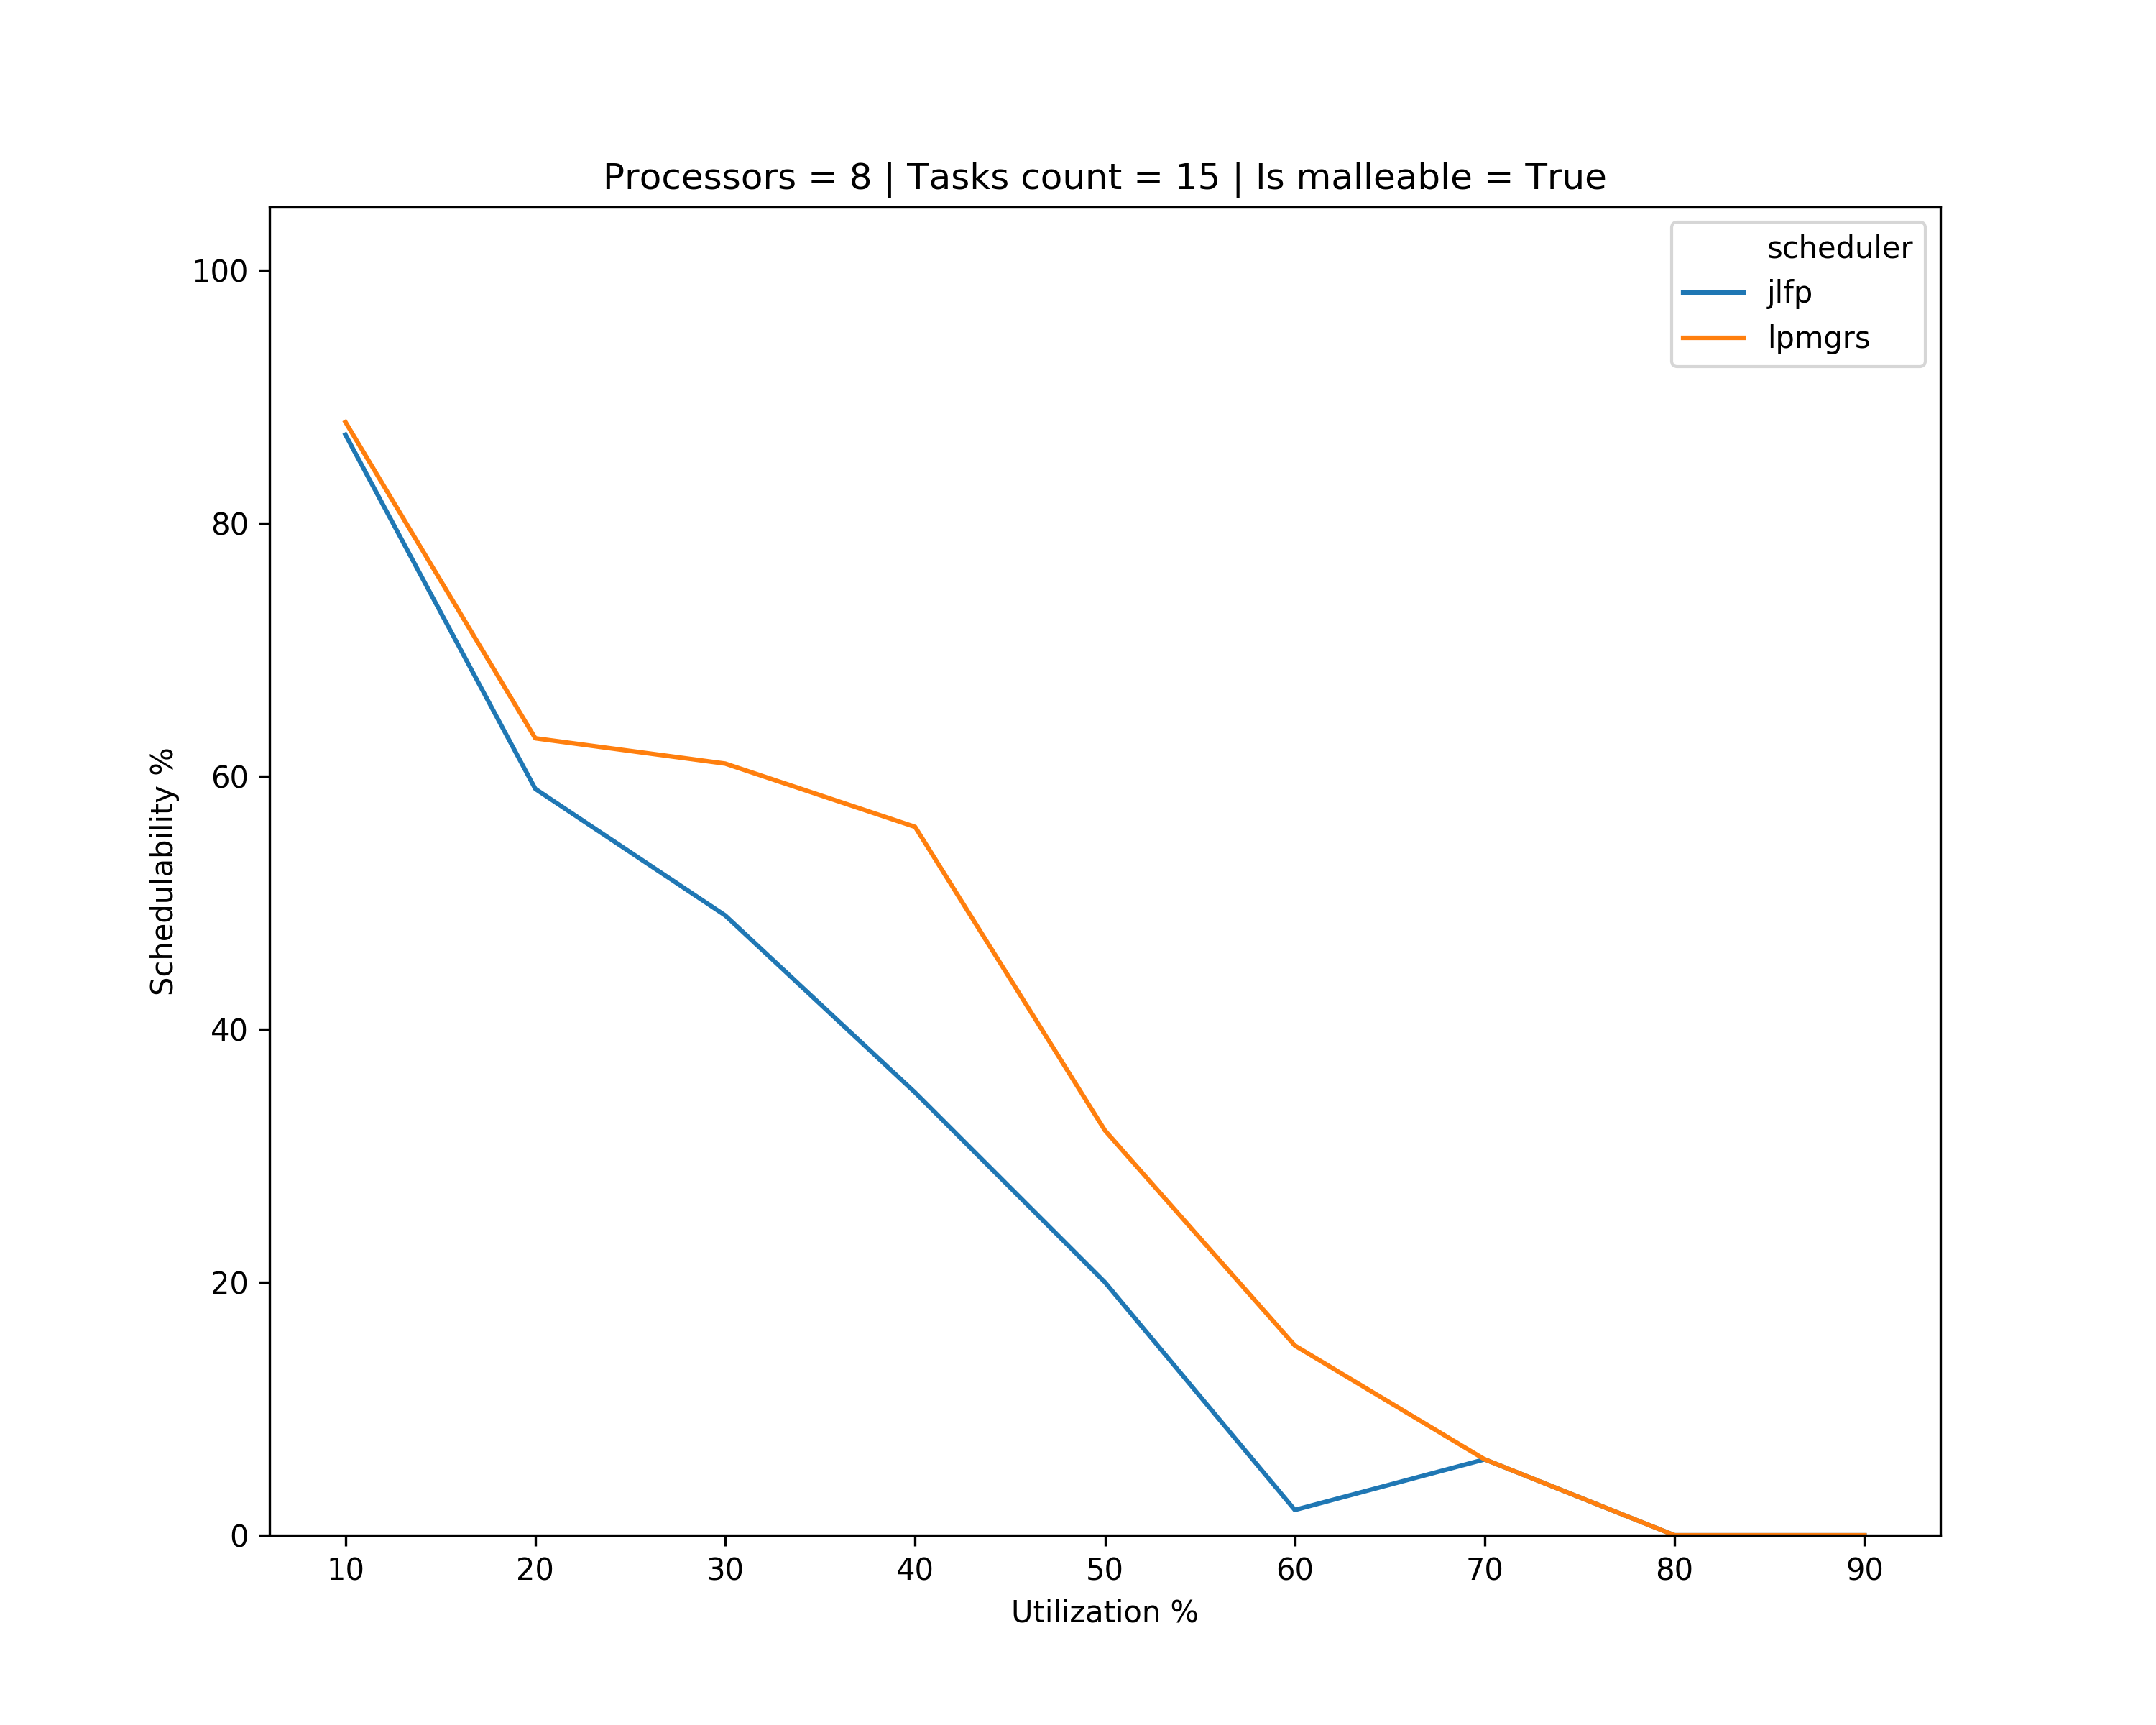 Processors = 8 | Tasks count = 15 | Is malleable = True
scheduler
jlfp
lpmgrs
100
80
60
40
20
0
Schedulability %
10 20 30 40 50 60 70 80 90
Utilization %